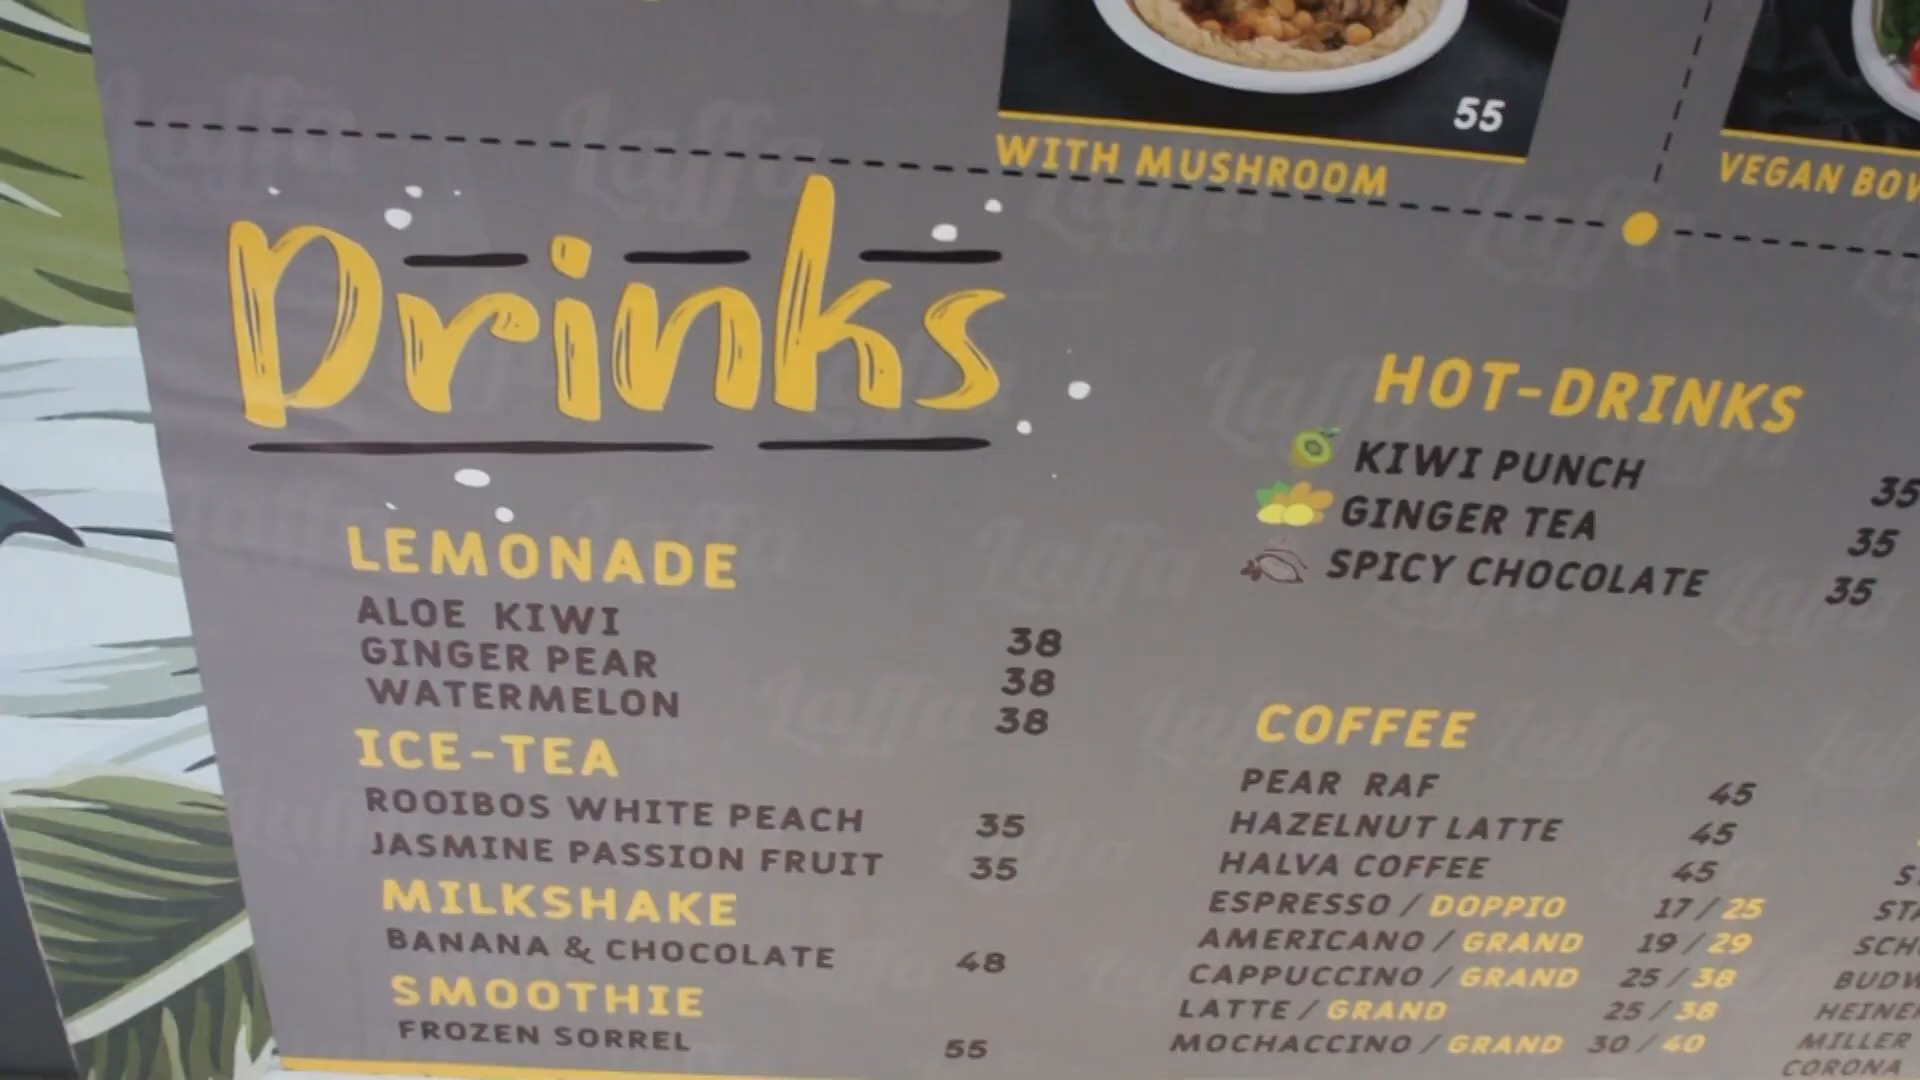 55
WITH MUSHROOM
VEGAN
Drinks
LEMONADE
ALOE KIWI 38
GINGER PEAR 38
WATERMELON 38
ICE-TEA
ROOIBOS WHITE PEACH 35
JASMINE PASSION FRUIT 35
MILKSHAKE
BANANA & CHOCOLATE 48
SMOOTHIE
FROZEN SORREL 55
HOT-DRINKS
KIWI PUNCH 35
GINGER TEA 35
SPICY CHOCOLATE 35
COFFEE
PEAR RAF 45
HAZELNUT LATTE 45
HALVA COFFEE 45
ESPRESSO / DOPPIO 17 / 25
AMERICANO / GRAND 19 / 29
CAPPUCCINO / GRAND 25 / 38
LATTE / GRAND 25 / 38
MOCHACCINO / GRAND 30 / 40
MILLER
CORONA
Laffa